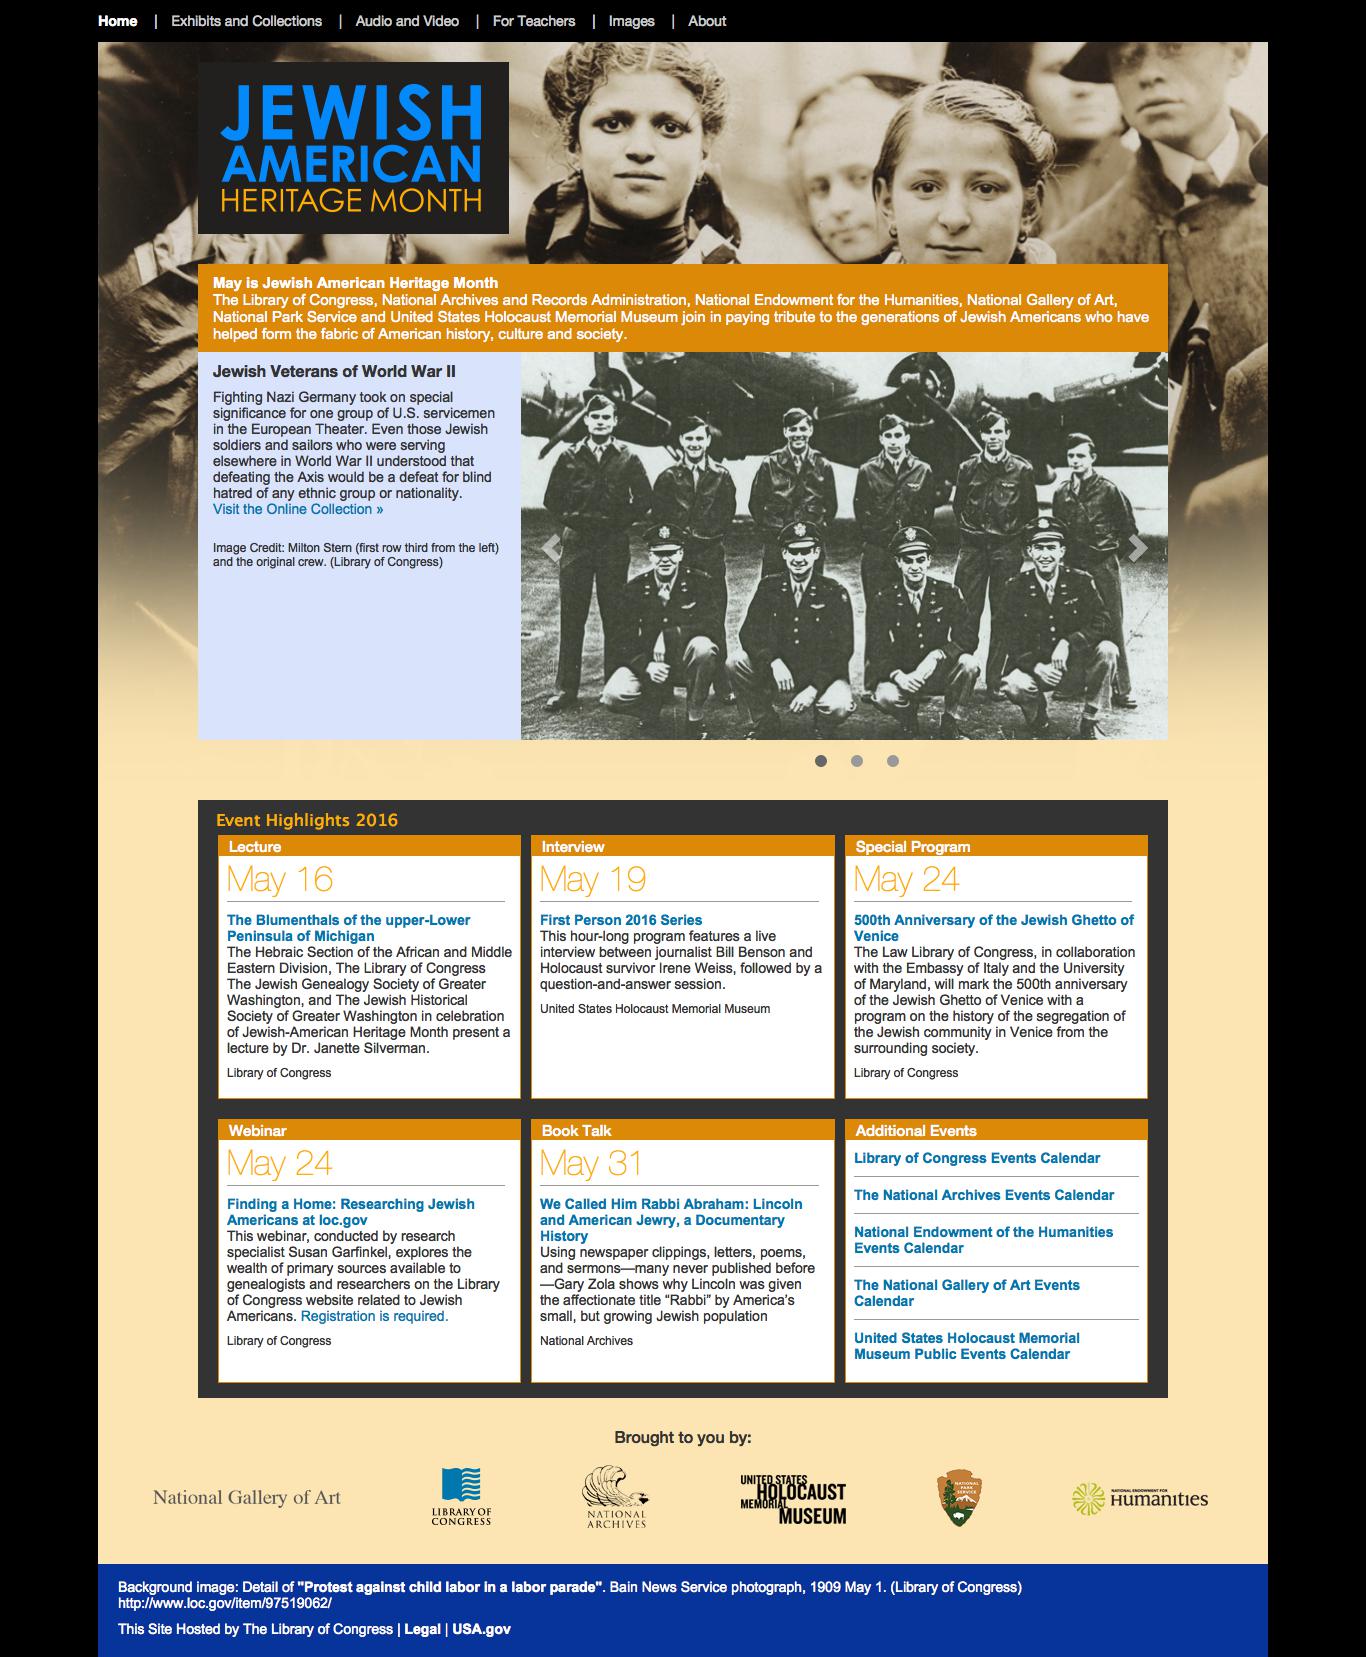 Home | Exhibits and Collections | Audio and Video | For Teachers | Images | About
JEWISH
AMERICAN
HERITAGE MONTH
May is Jewish American Heritage Month
The Library of Congress, National Archives and Records Administration, National Endowment for the Humanities, National Gallery of Art,
National Park Service and United States Holocaust Memorial Museum join in paying tribute to the generations of Jewish Americans who have
helped form the fabric of American history, culture and society.
Jewish Veterans of World War II
Fighting Nazi Germany took on special
significance for one group of U.S. servicemen
in the European Theater. Even those Jewish
soldiers and sailors who were serving
elsewhere in World War II understood that
defeating the Axis would be a defeat for blind
hatred of any ethnic group or nationality.
Visit the Online Collection »
Image Credit: Milton Stern (first row third from the left)
and the original crew. (Library of Congress)
Event Highlights 2016
Lecture
May 16
The Blumenthals of the upper-Lower
Peninsula of Michigan
The Hebraic Section of the African and Middle
Eastern Division, The Library of Congress
The Jewish Genealogy Society of Greater
Washington, and The Jewish Historical
Society of Greater Washington in celebration
of Jewish-American Heritage Month present a
lecture by Dr. Janette Silverman.
Library of Congress
Interview
May 19
First Person 2016 Series
This hour-long program features a live
interview between journalist Bill Benson and
Holocaust survivor Irene Weiss, followed by a
question-and-answer session.
United States Holocaust Memorial Museum
Special Program
May 24
500th Anniversary of the Jewish Ghetto of
Venice
The Law Library of Congress, in collaboration
with the Embassy of Italy and the University
of Maryland, will mark the 500th anniversary
of the Jewish Ghetto of Venice with a
program on the history of the segregation of
the Jewish community in Venice from the
surrounding society.
Library of Congress
Webinar
May 24
Finding a Home: Researching Jewish
Americans at loc.gov
This webinar, conducted by research
specialist Susan Garfinkel, explores the
wealth of primary sources available to
genealogists and researchers on the Library
of Congress website related to Jewish
Americans. Registration is required.
Library of Congress
Book Talk
May 31
We Called Him Rabbi Abraham: Lincoln
and American Jewry, a Documentary
History
Using newspaper clippings, letters, poems,
and sermons—many never published before
—Gary Zola shows why Lincoln was given
the affectionate title “Rabbi” by America’s
small, but growing Jewish population
National Archives
Additional Events
Library of Congress Events Calendar
The National Archives Events Calendar
National Endowment of the Humanities
Events Calendar
The National Gallery of Art Events
Calendar
United States Holocaust Memorial
Museum Public Events Calendar
Brought to you by:
National Gallery of Art
LIBRARY OF
CONGRESS
NATIONAL
ARCHIVES
UNITED STATES
HOLOCAUST
MEMORIAL
MUSEUM
NATIONAL
PARK
SERVICE
NATIONAL ENDOWMENT FOR THE
Humanities
Background image: Detail of "Protest against child labor in a labor parade". Bain News Service photograph, 1909 May 1. (Library of Congress)
http://www.loc.gov/item/97519062/
This Site Hosted by The Library of Congress | Legal | USA.gov